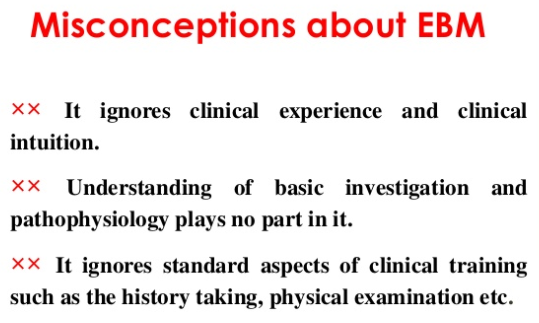 Misconceptions about EBM
×× It ignores clinical experience and clinical
intuition.
×× Understanding of basic investigation and
pathophysiology plays no part in it.
×× It ignores standard aspects of clinical training
such as the history taking, physical examination etc.